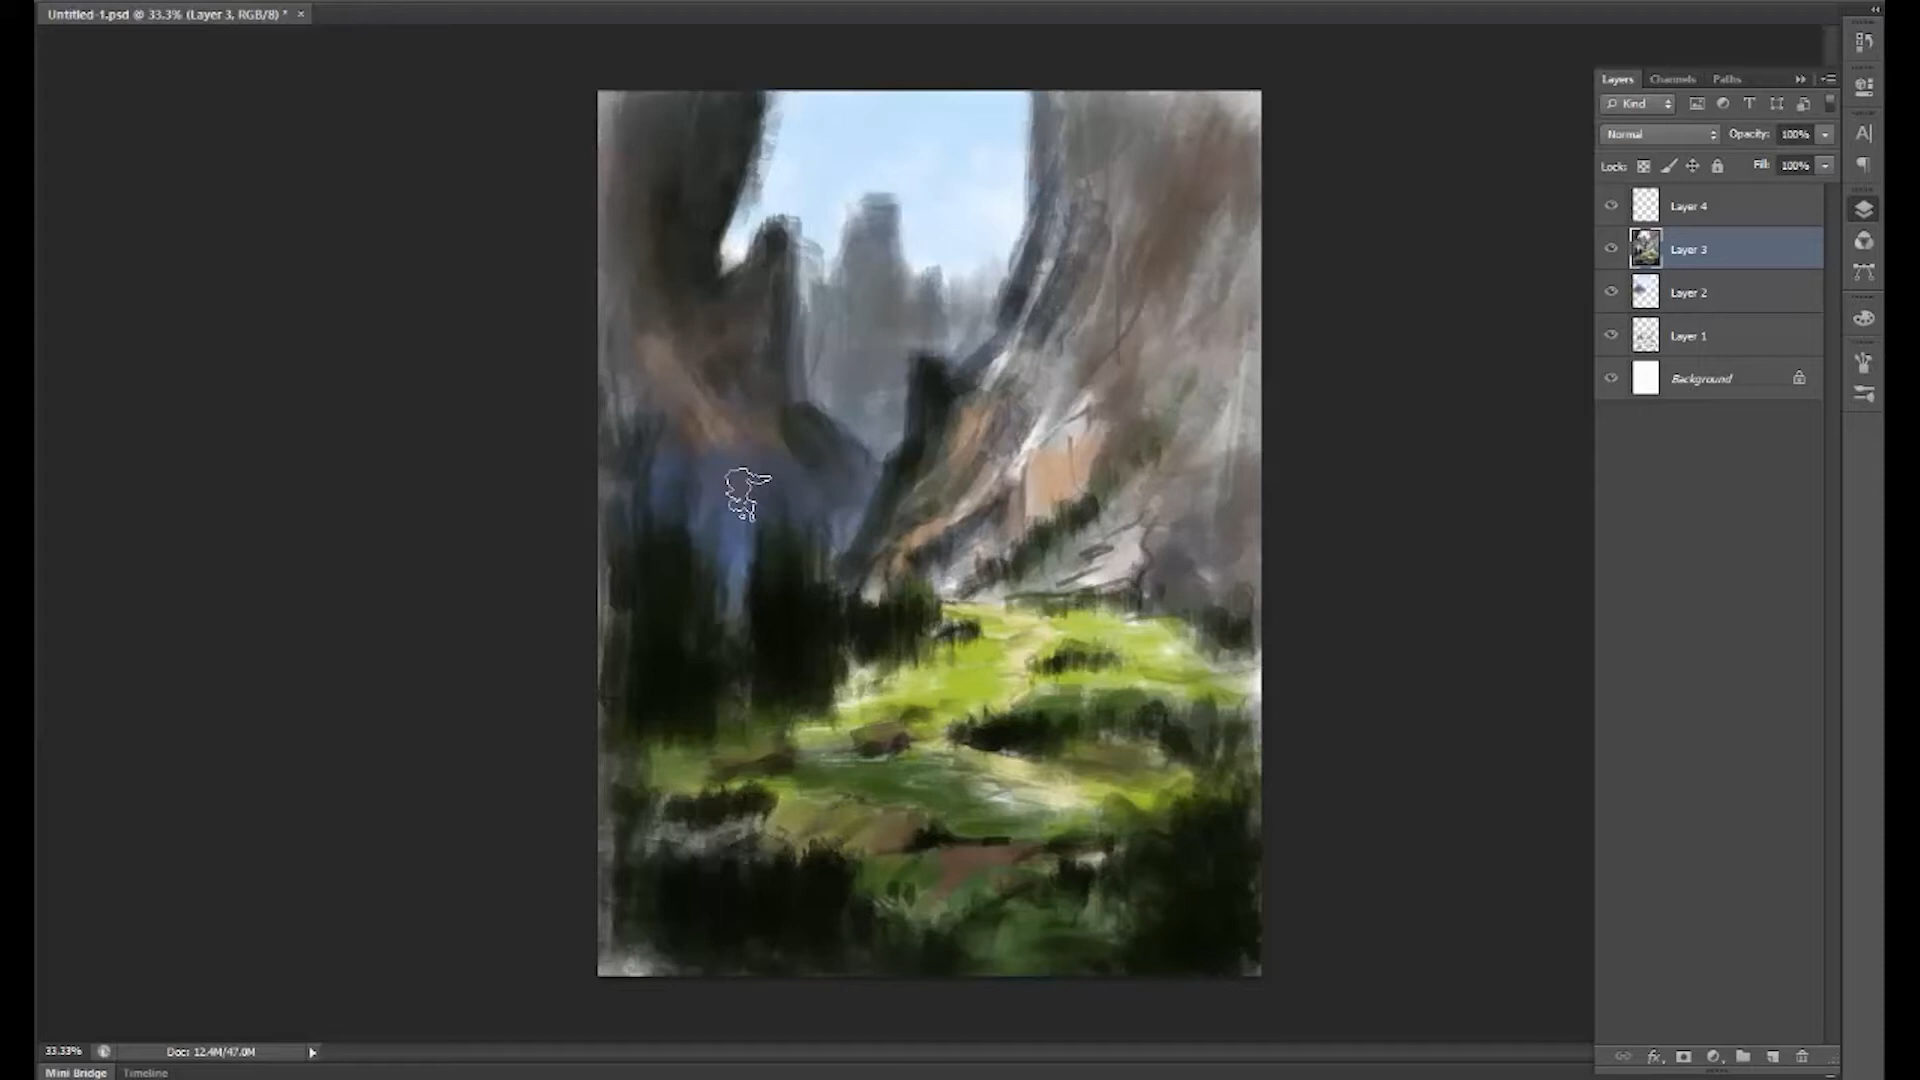 Untitled-1.psd @ 33.3% (Layer 3, RGB/8) * ×
Layers Channels Paths
Kind
Normal Opacity: 100%
Lock: Fill: 100%
Layer 4
Layer 3
Layer 2
Layer 1
Background
33.33% Doc: 12.4M/47.0M
Mini Bridge Timeline